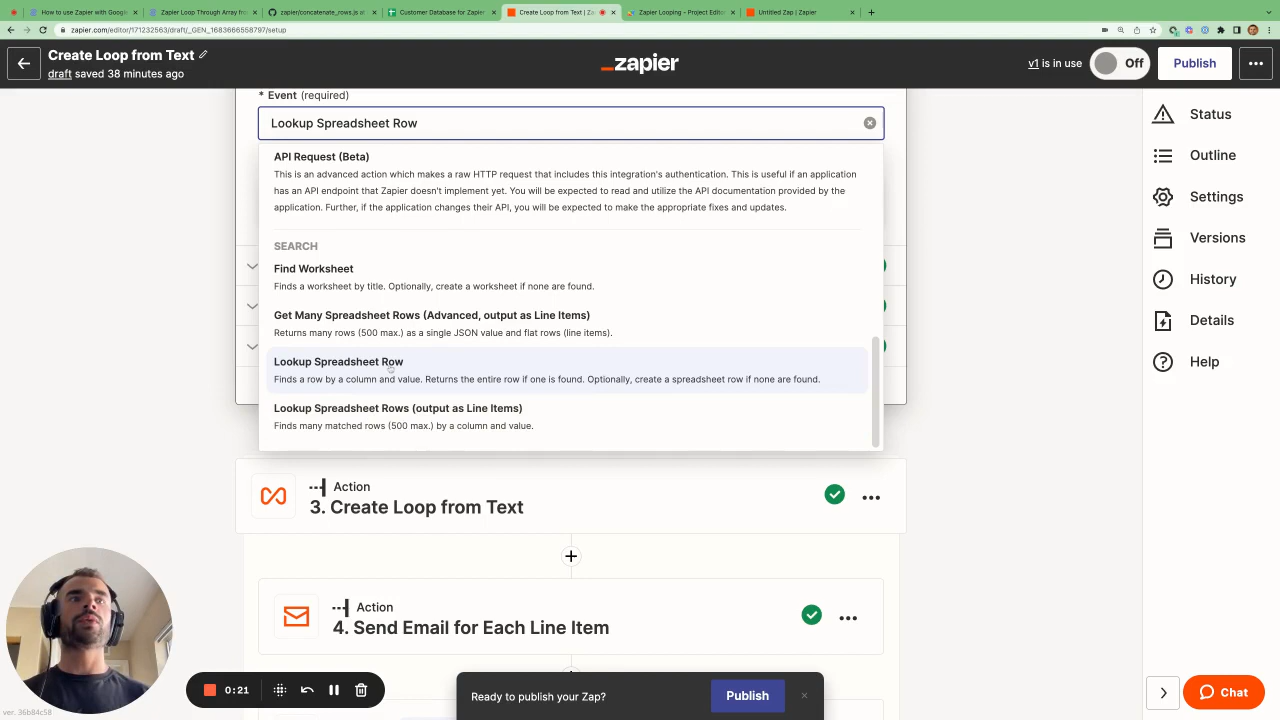 How to use Zapier with Google
Zapier Loop Through Array from
zapier/concatenate_rows.js at
Customer Database for Zapier
Create Loop from Text | Zap
Zapier Looping – Project Editor
Untitled Zap | Zapier
zapier.com/editor/171232563/draft/_GEN_1683666558797/setup
Create Loop from Text
draft saved 38 minutes ago
_zapier
v1 is in use
Off
Publish
* Event (required)
Lookup Spreadsheet Row
API Request (Beta)
This is an advanced action which makes a raw HTTP request that includes this integration's authentication. This is useful if an application
has an API endpoint that Zapier doesn't implement yet. You will be expected to read and utilize the API documentation provided by the
application. Further, if the application changes their API, you will be expected to make the appropriate fixes and updates.
SEARCH
Find Worksheet
Finds a worksheet by title. Optionally, create a worksheet if none are found.
Get Many Spreadsheet Rows (Advanced, output as Line Items)
Returns many rows (500 max.) as a single JSON value and flat rows (line items).
Lookup Spreadsheet Row
Finds a row by a column and value. Returns the entire row if one is found. Optionally, create a spreadsheet row if none are found.
Lookup Spreadsheet Rows (output as Line Items)
Finds many matched rows (500 max.) by a column and value.
Action
3. Create Loop from Text
Action
4. Send Email for Each Line Item
Status
Outline
Settings
Versions
History
Details
Help
0:21
Ready to publish your Zap?
Publish
Chat
ver. 36b84c58